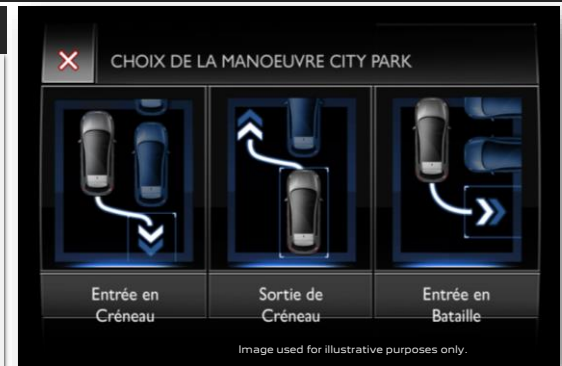 CHOIX DE LA MANOEUVRE CITY PARK
Entrée en
Créneau
Sortie de
Créneau
Entrée en
Bataille
Image used for illustrative purposes only.